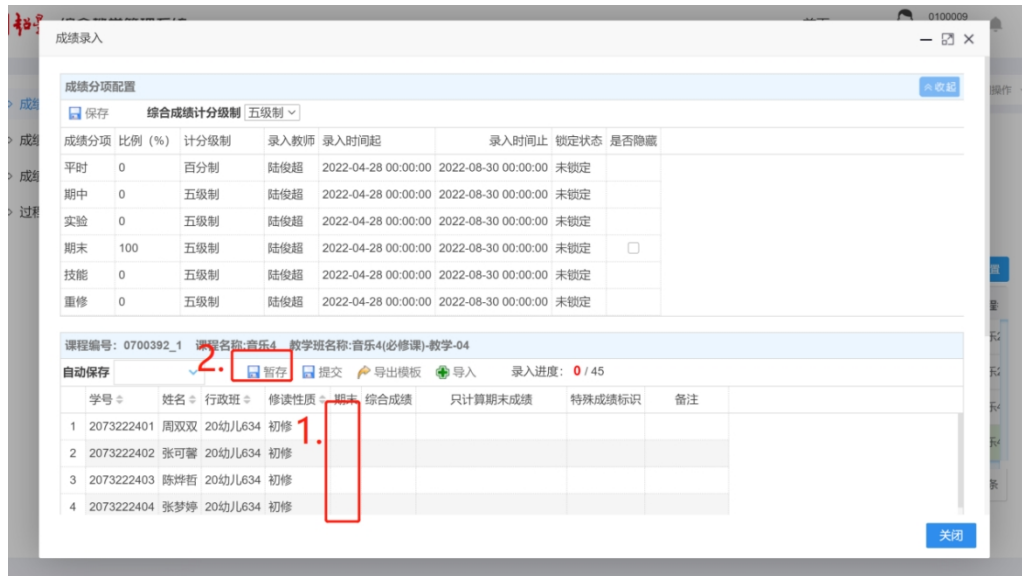 0100009
成绩录入
成绩分项配置
收起
保存 综合成绩计分级制 五级制
成绩分项 比例（%） 计分级制 录入教师 录入时间起 录入时间止 锁定状态 是否隐藏
平时 0 百分制 陆俊超 2022-04-28 00:00:00 2022-08-30 00:00:00 未锁定
期中 0 五级制 陆俊超 2022-04-28 00:00:00 2022-08-30 00:00:00 未锁定
实验 0 五级制 陆俊超 2022-04-28 00:00:00 2022-08-30 00:00:00 未锁定
期末 100 五级制 陆俊超 2022-04-28 00:00:00 2022-08-30 00:00:00 未锁定
技能 0 五级制 陆俊超 2022-04-28 00:00:00 2022-08-30 00:00:00 未锁定
重修 0 五级制 陆俊超 2022-04-28 00:00:00 2022-08-30 00:00:00 未锁定
课程编号：0700392_1 课程名称:音乐4 教学班名称:音乐4(必修课)-教学-04
自动保存 2. 暂存 提交 导出模板 导入 录入进度： 0 / 45
学号 姓名 行政班 修读性质 期末 综合成绩 只计算期末成绩 特殊成绩标识 备注
1 2073222401 周双双 20幼儿634 初修 1.
2 2073222402 张可馨 20幼儿634 初修
3 2073222403 陈烨哲 20幼儿634 初修
4 2073222404 张梦婷 20幼儿634 初修
关闭